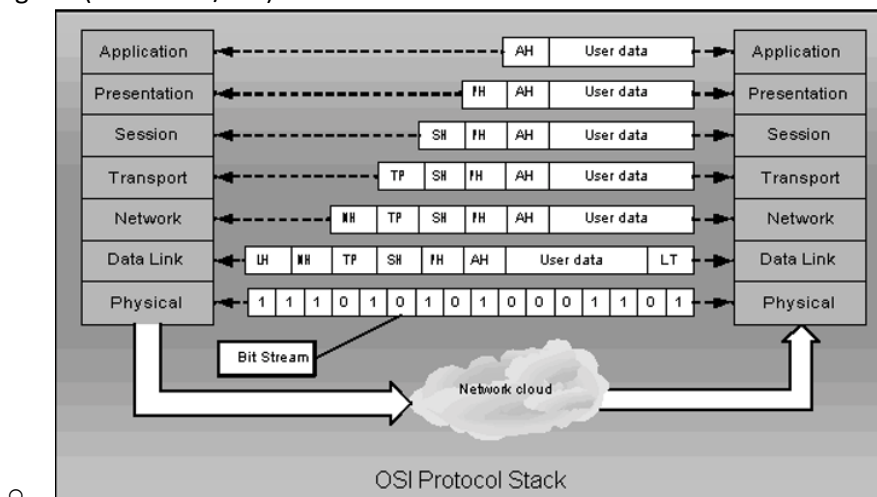 Application AH User data Application
Presentation PH AH User data Presentation
Session SH PH AH User data Session
Transport TP SH PH AH User data Transport
Network NH TP SH PH AH User data Network
Data Link LH NH TP SH PH AH User data LT Data Link
Physical 1 1 1 0 1 0 1 0 1 0 0 0 1 1 0 1 Physical
Bit Stream
Network cloud
OSI Protocol Stack